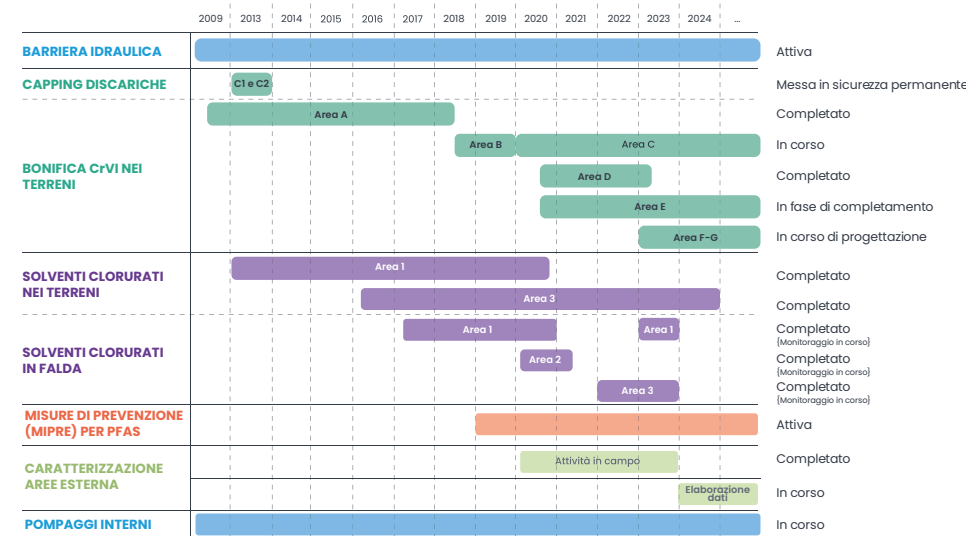 2009 2013 2014 2015 2016 2017 2018 2019 2020 2021 2022 2023 2024 ...
BARRIERA IDRAULICA
Attiva
CAPPING DISCARICHE
C1 e C2
Messa in sicurezza permanente
BONIFICA CrVI NEI
TERRENI
Area A
Completato
Area B Area C
In corso
Area D
Completato
Area E
In fase di completamento
Area F-G
In corso di progettazione
SOLVENTI CLORURATI
NEI TERRENI
Area 1
Completato
Area 3
Completato
SOLVENTI CLORURATI
IN FALDA
Area 1 Area 1
Completato
{Monitoraggio in corso}
Area 2
Completato
{Monitoraggio in corso}
Area 3
Completato
{Monitoraggio in corso}
MISURE DI PREVENZIONE
(MIPRE) PER PFAS
Attiva
CARATTERIZZAZIONE
AREE ESTERNA
Attività in campo
Completato
Elaborazione
dati
In corso
POMPAGGI INTERNI
In corso